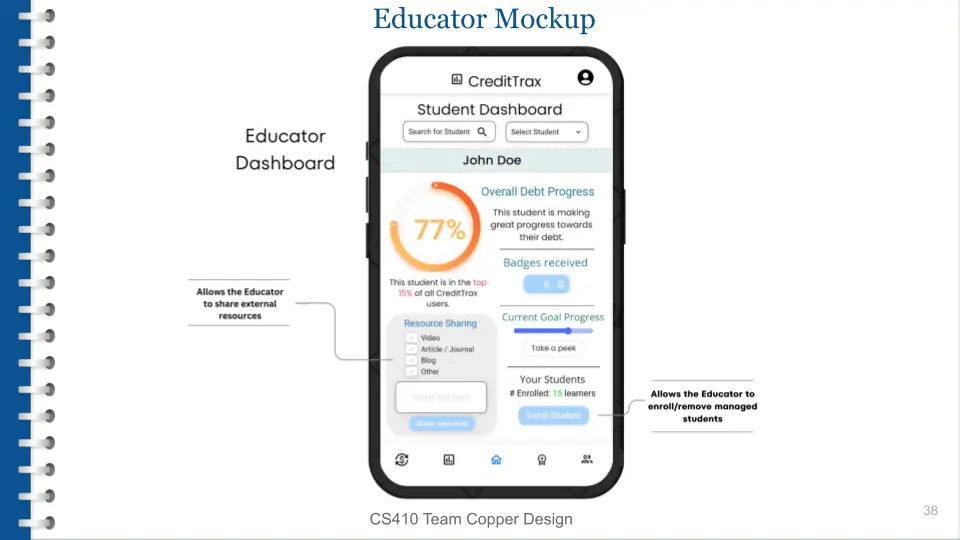 Educator Mockup
CreditTrax
Student Dashboard
Search for Student
Select Student
John Doe
Educator
Dashboard
77%
Overall Debt Progress
This student is making
great progress towards
their debt.
Badges received
6
This student is in the top
15% of all CreditTrax
users.
Allows the Educator
to share external
resources
Resource Sharing
Video
Article / Journal
Blog
Other
Insert link here
Share resources
Current Goal Progress
Take a peek
Your Students
# Enrolled: 15 learners
Enroll Student
Allows the Educator to
enroll/remove managed
students
CS410 Team Copper Design
38